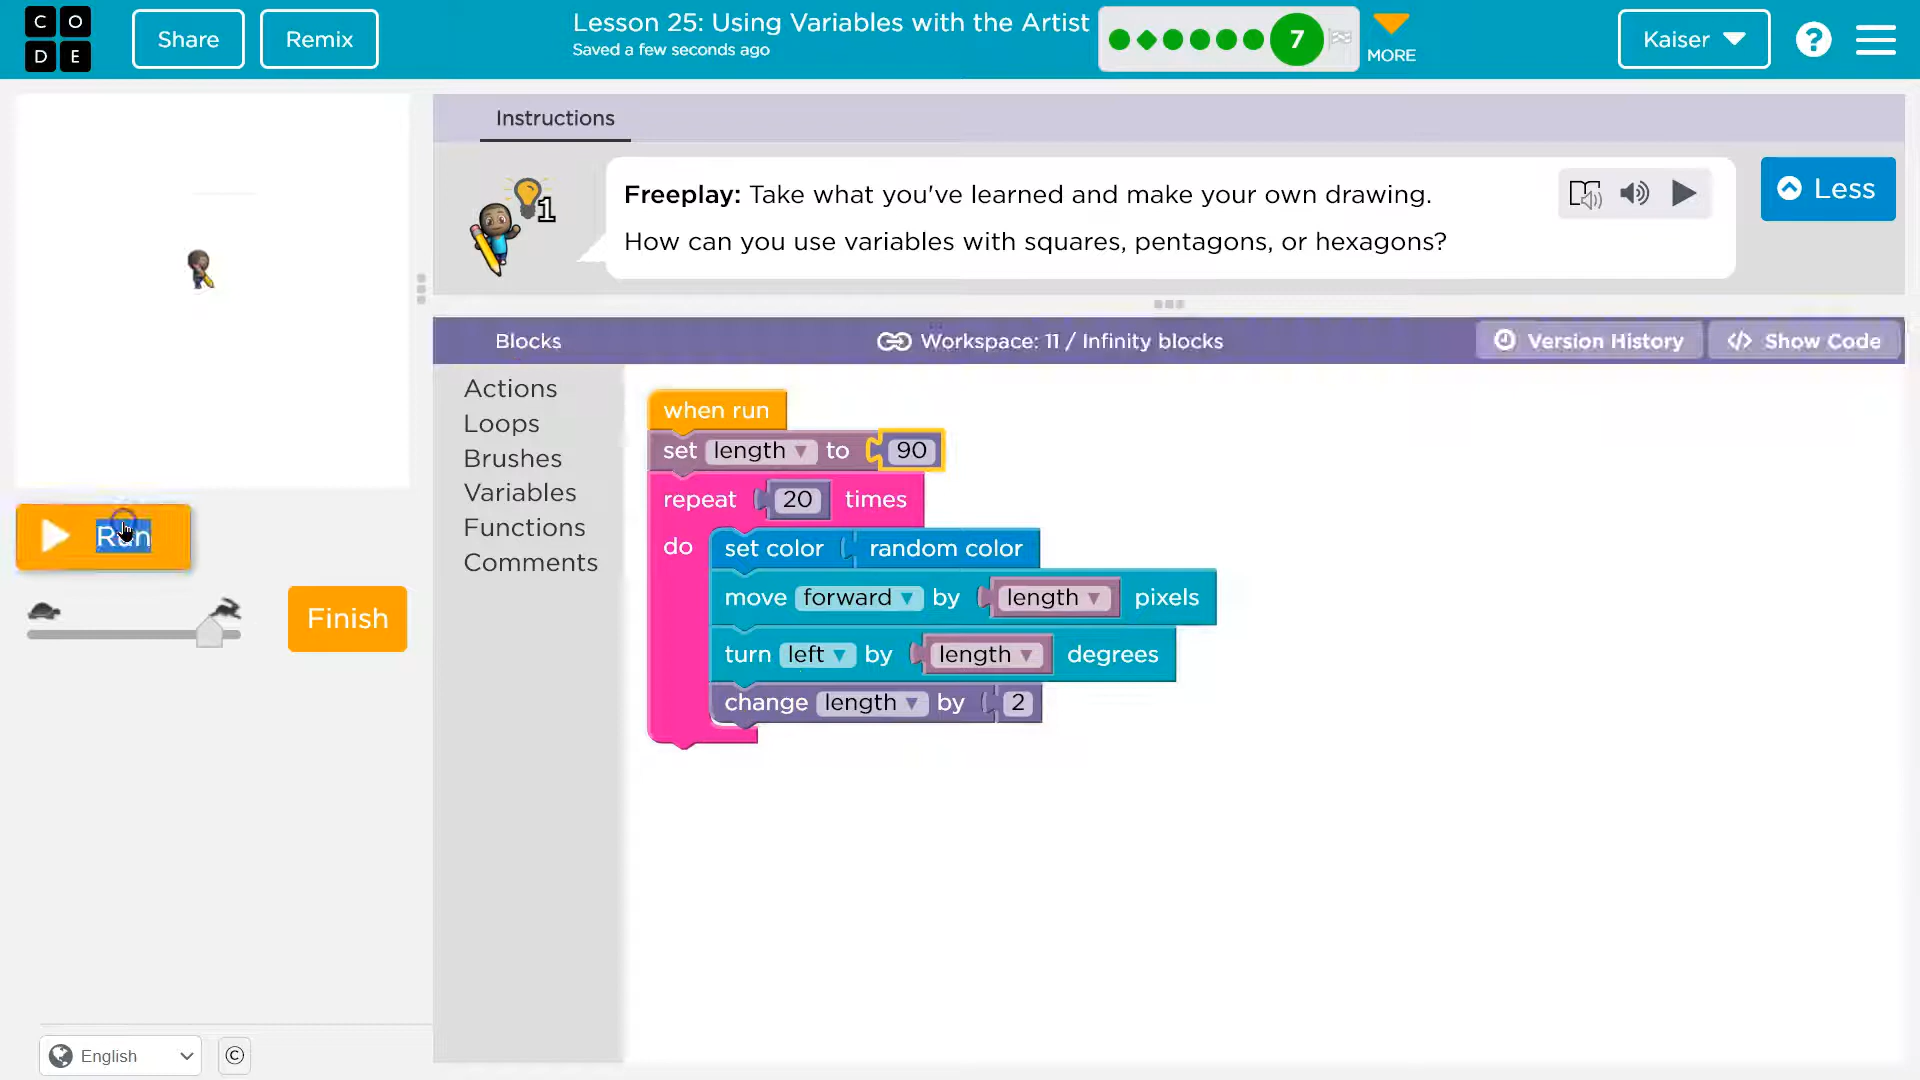 C O
D E
Share
Remix
Lesson 25: Using Variables with the Artist
Saved a few seconds ago
7
MORE
Kaiser
?
Instructions
1
Freeplay: Take what you've learned and make your own drawing.
How can you use variables with squares, pentagons, or hexagons?
Less
Blocks
Workspace: 11 / Infinity blocks
Version History
</> Show Code
Actions
Loops
Brushes
Variables
Functions
Comments
when run
set length to 90
repeat 20 times
do
set color random color
move forward by length pixels
turn left by length degrees
change length by 2
Run
Finish
English
©